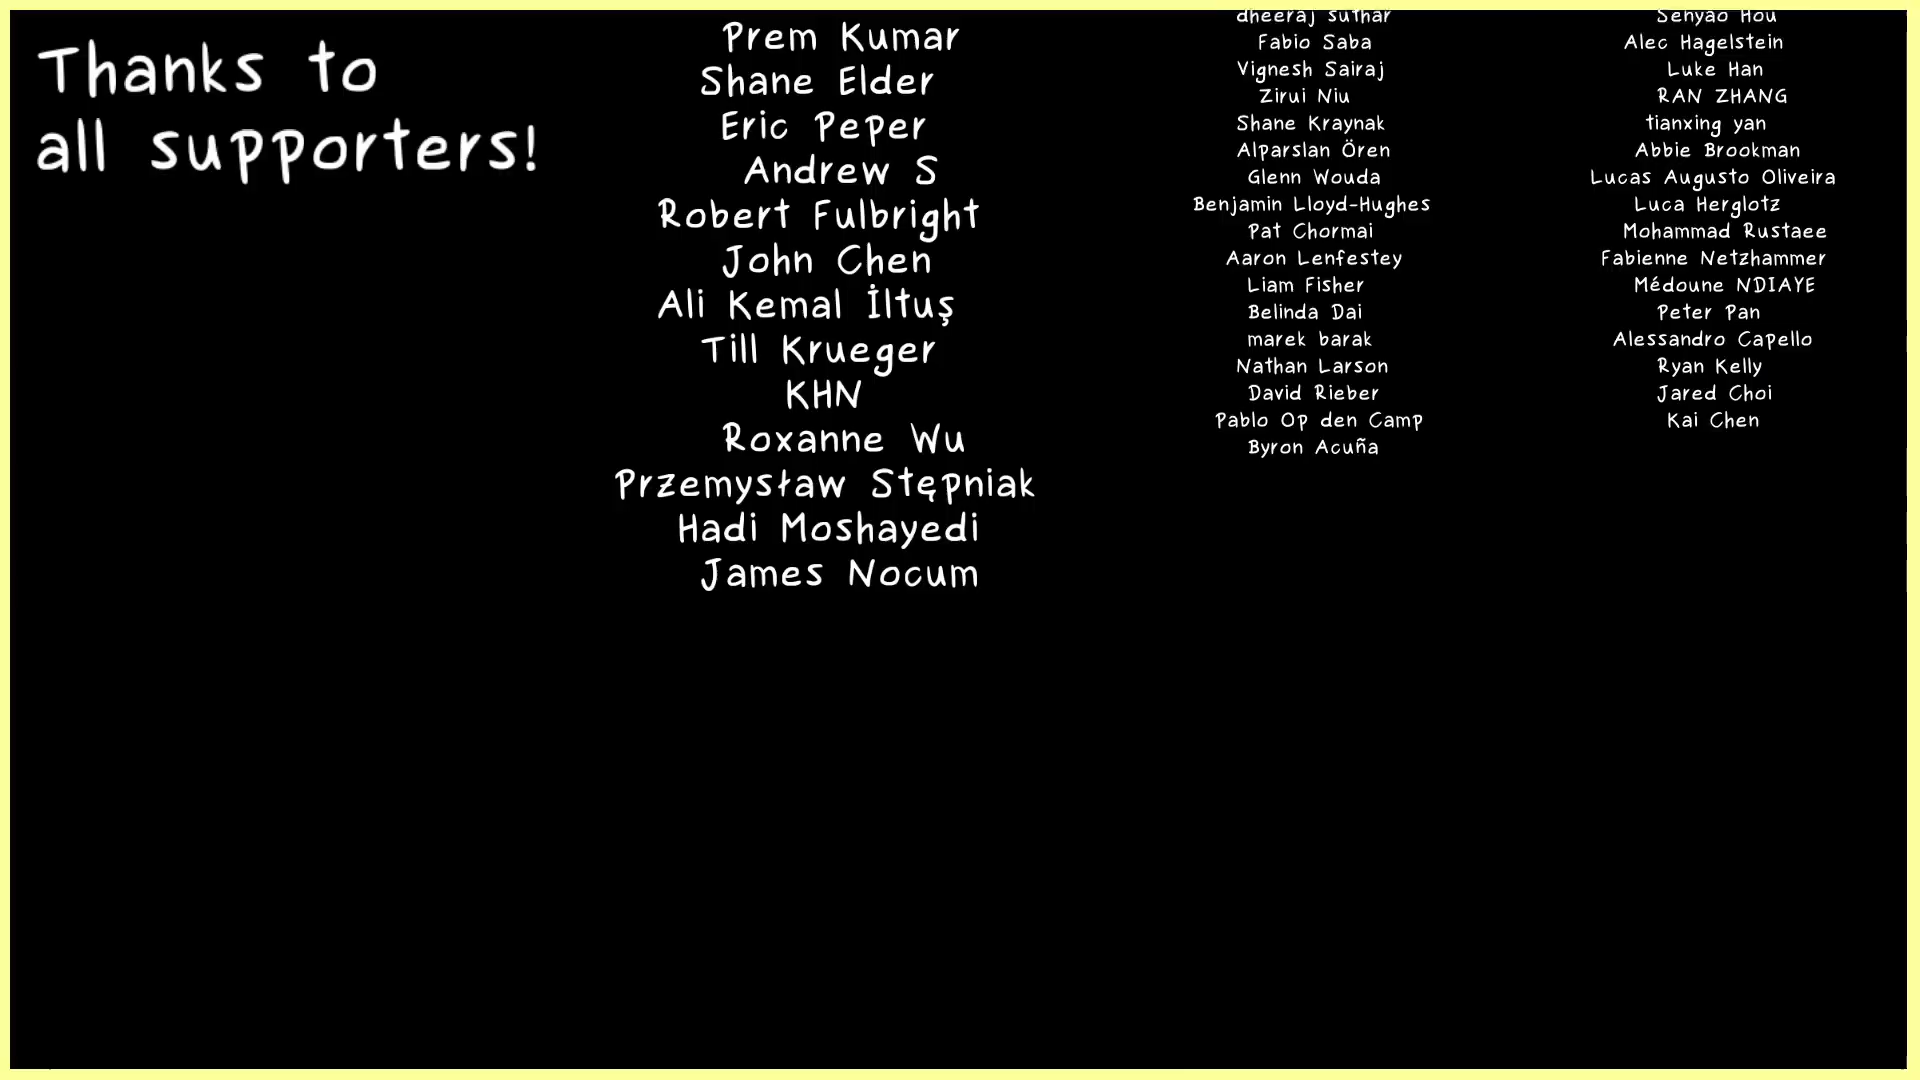 Thanks to
all supporters!
Prem Kumar
Shane Elder
Eric Peper
Andrew S
Robert Fulbright
John Chen
Ali Kemal İltuş
Till Krueger
KHN
Roxanne Wu
Przemysław Stępniak
Hadi Moshayedi
James Nocum
dheeraj suthar
Fabio Saba
Vignesh Sairaj
Zirui Niu
Shane Kraynak
Alparslan Ören
Glenn Wouda
Benjamin Lloyd-Hughes
Pat Chormai
Aaron Lenfestey
Liam Fisher
Belinda Dai
marek barak
Nathan Larson
David Rieber
Pablo Op den Camp
Byron Acuña
Senyao Hou
Alec Hagelstein
Luke Han
RAN ZHANG
tianxing yan
Abbie Brookman
Lucas Augusto Oliveira
Luca Herglotz
Mohammad Rustaee
Fabienne Netzhammer
Médoune NDIAYE
Peter Pan
Alessandro Capello
Ryan Kelly
Jared Choi
Kai Chen